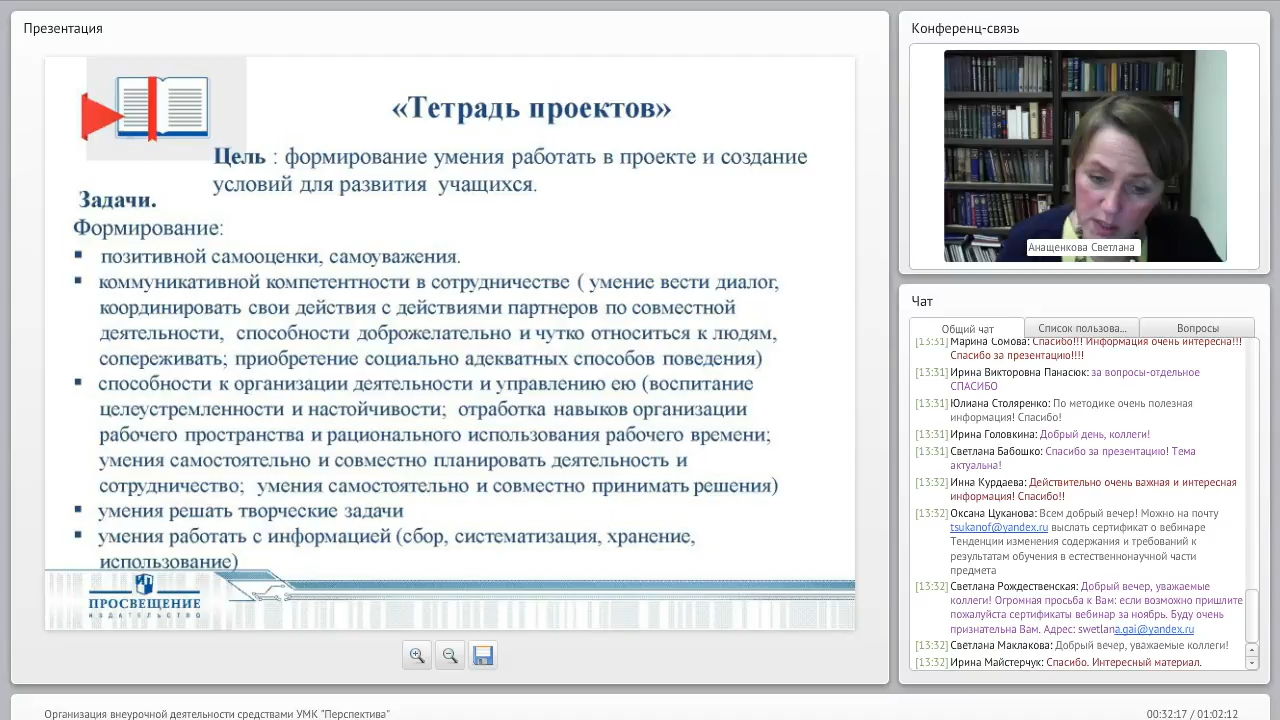 Презентация
«Тетрадь проектов»
Цель : формирование умения работать в проекте и создание
условий для развития учащихся.
Задачи.
Формирование:
▪ позитивной самооценки, самоуважения.
▪ коммуникативной компетентности в сотрудничестве ( умение вести диалог,
координировать свои действия с действиями партнеров по совместной
деятельности, способности доброжелательно и чутко относиться к людям,
сопереживать; приобретение социально адекватных способов поведения)
▪ способности к организации деятельности и управлению ею (воспитание
целеустремленности и настойчивости; отработка навыков организации
рабочего пространства и рационального использования рабочего времени;
умения самостоятельно и совместно планировать деятельность и
сотрудничество; умения самостоятельно и совместно принимать решения)
▪ умения решать творческие задачи
▪ умения работать с информацией (сбор, систематизация, хранение,
использование)
ПРОСВЕЩЕНИЕ
ИЗДАТЕЛЬСТВО
Конференц-связь
Анащенкова Светлана
Чат
Общий чат
Список пользова...
Вопросы
[13:31] Марина Сомова: Спасибо!!! Информация очень интересна!!!
Спасибо за презентацию!!!!
[13:31] Ирина Викторовна Панасюк: за вопросы-отдельное
СПАСИБО
[13:31] Юлиана Столяренко: По методике очень полезная
информация! Спасибо!
[13:31] Ирина Головкина: Добрый день, коллеги!
[13:31] Светлана Бабошко: Спасибо за презентацию! Тема
актуальна!
[13:32] Инна Курдаева: Действительно очень важная и интересная
информация! Спасибо!!
[13:32] Оксана Цуканова: Всем добрый вечер! Можно на почту
tsukanof@yandex.ru выслать сертификат о вебинаре
Тенденции изменения содержания и требований к
результатам обучения в естественнонаучной части
предмета
[13:32] Светлана Рождественская: Добрый вечер, уважаемые
коллеги! Огромная просьба к Вам: если возможно пришлите
пожалуйста сертификаты вебинар за ноябрь. Буду очень
признательна Вам. Адрес: swetlana.gai@yandex.ru
[13:32] Светлана Маклакова: Добрый вечер, уважаемые коллеги!
[13:32] Ирина Майстерчук: Спасибо. Интересный материал.
Организация внеурочной деятельности средствами УМК "Перспектива"
00:32:17 / 01:02:12